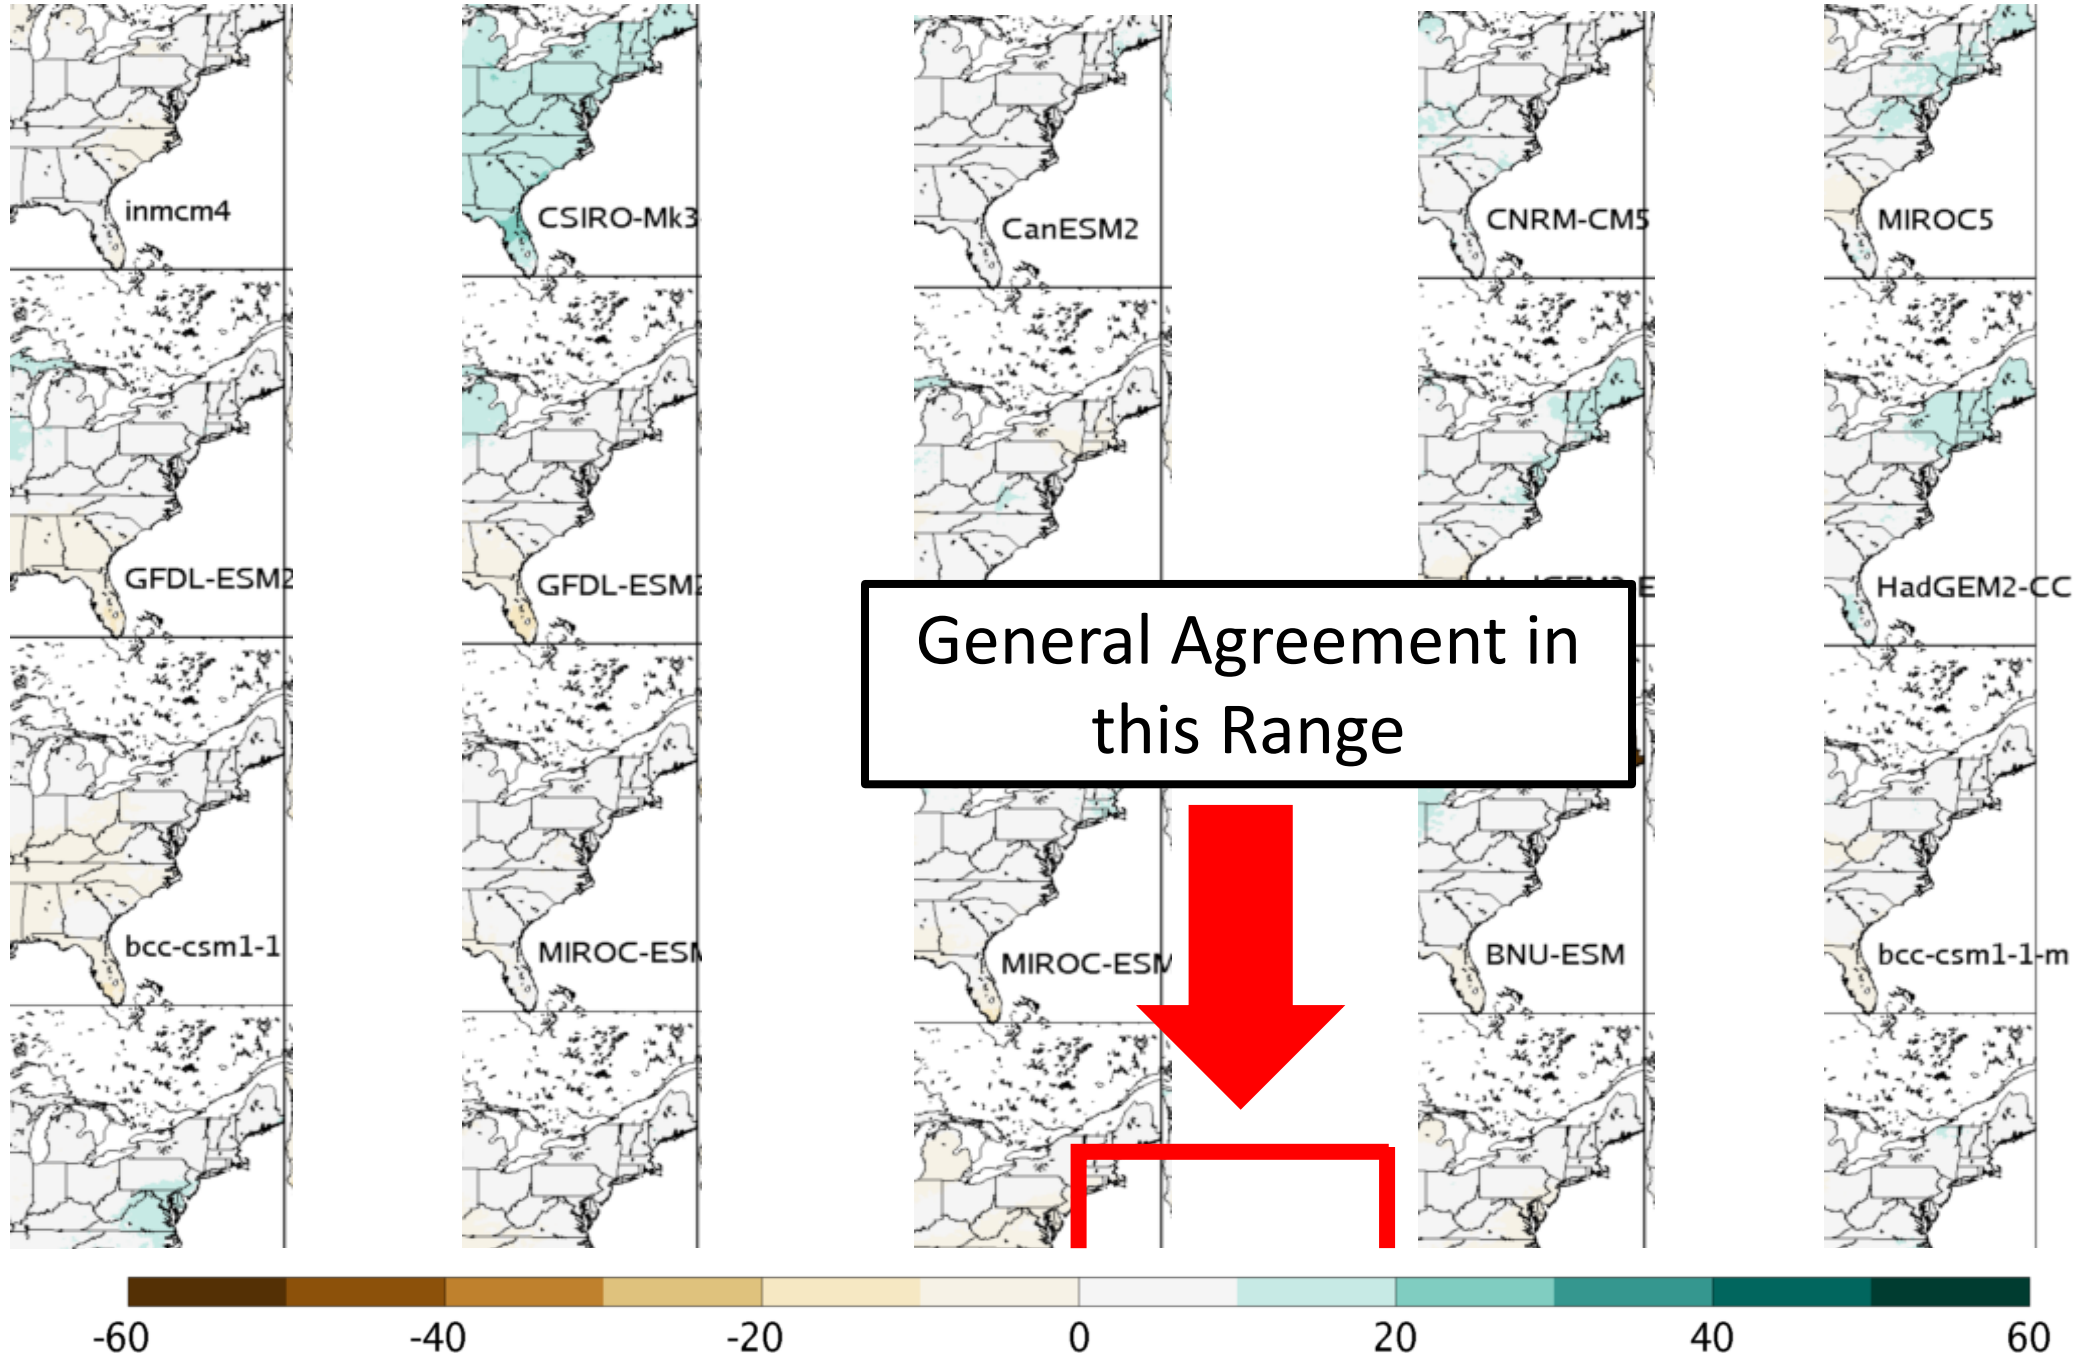 inmcm4
CSIRO-Mk3
CanESM2
CNRM-CM5
MIROC5
GFDL-ESM2
GFDL-ESM2
HadGEM2-CC
General Agreement in
this Range
bcc-csm1-1
MIROC-ESM
MIROC-ESM
BNU-ESM
bcc-csm1-1-m
-60 -40 -20 0 20 40 60